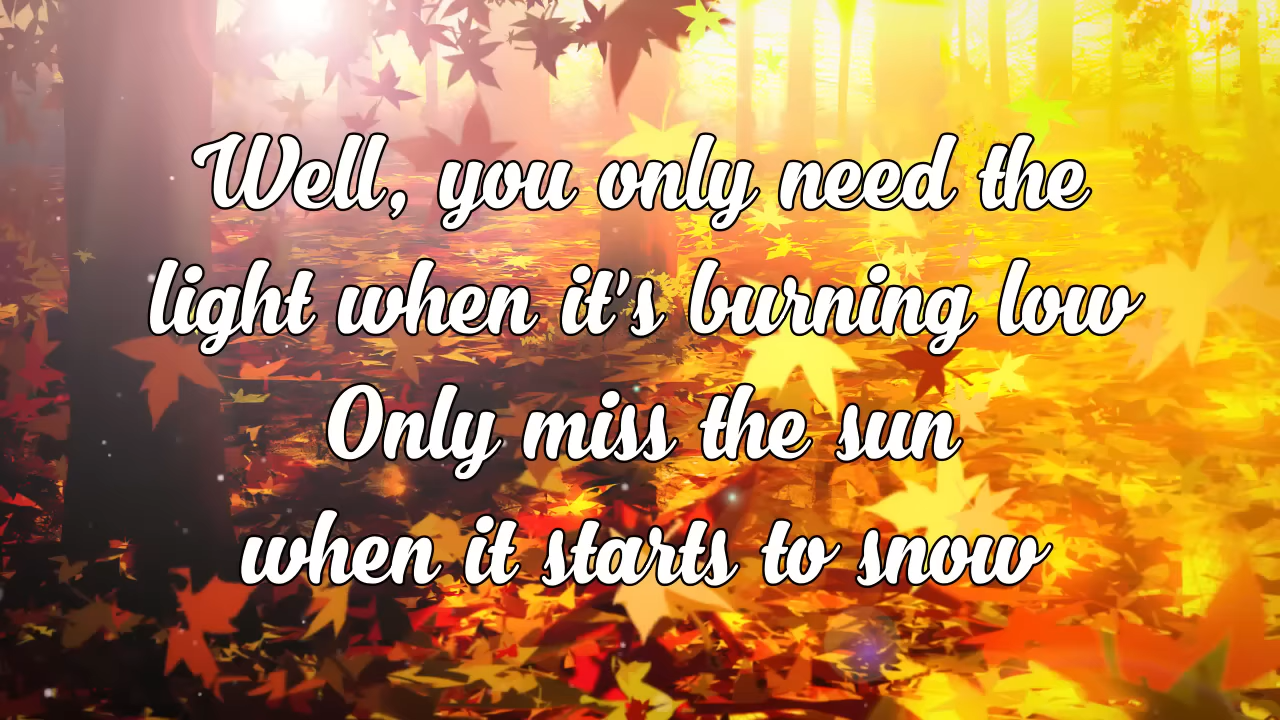 Well, you only need the
light when it's burning low
Only miss the sun
when it starts to snow